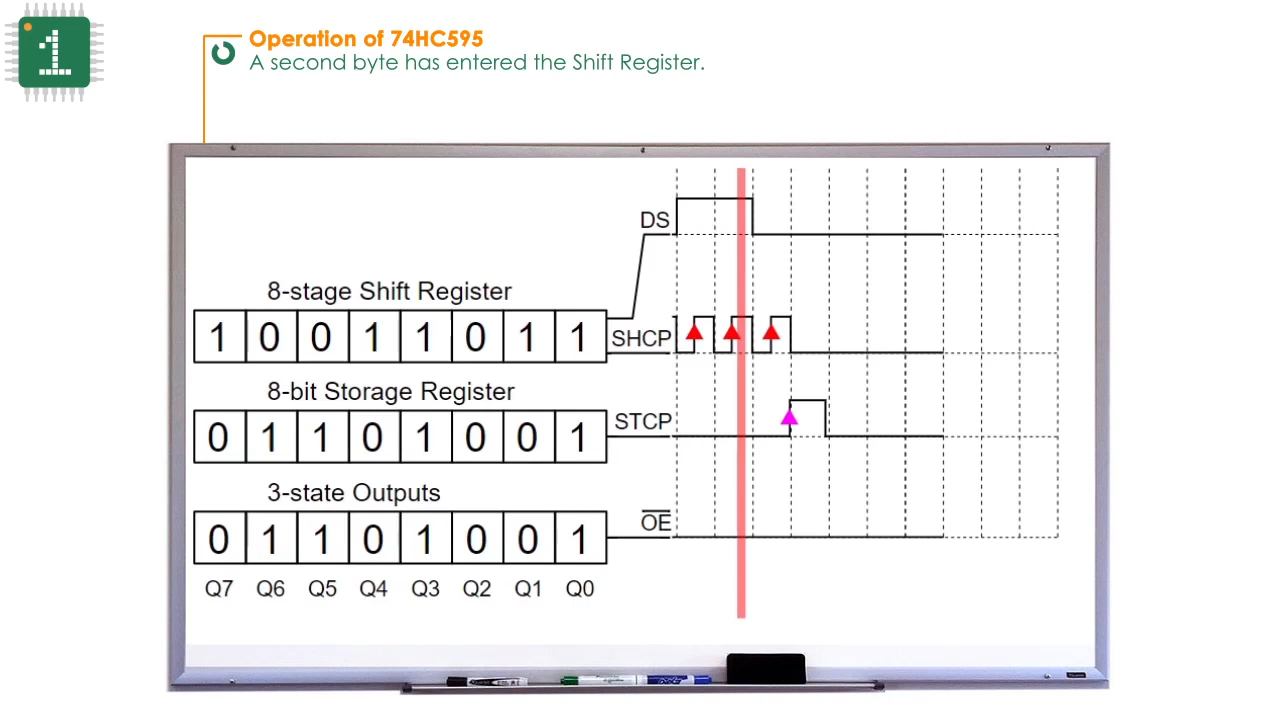 1
Operation of 74HC595
A second byte has entered the Shift Register.
DS
8-stage Shift Register
1 0 0 1 1 0 1 1
SHCP
8-bit Storage Register
0 1 1 0 1 0 0 1
STCP
3-state Outputs
0 1 1 0 1 0 0 1
OE
Q7 Q6 Q5 Q4 Q3 Q2 Q1 Q0